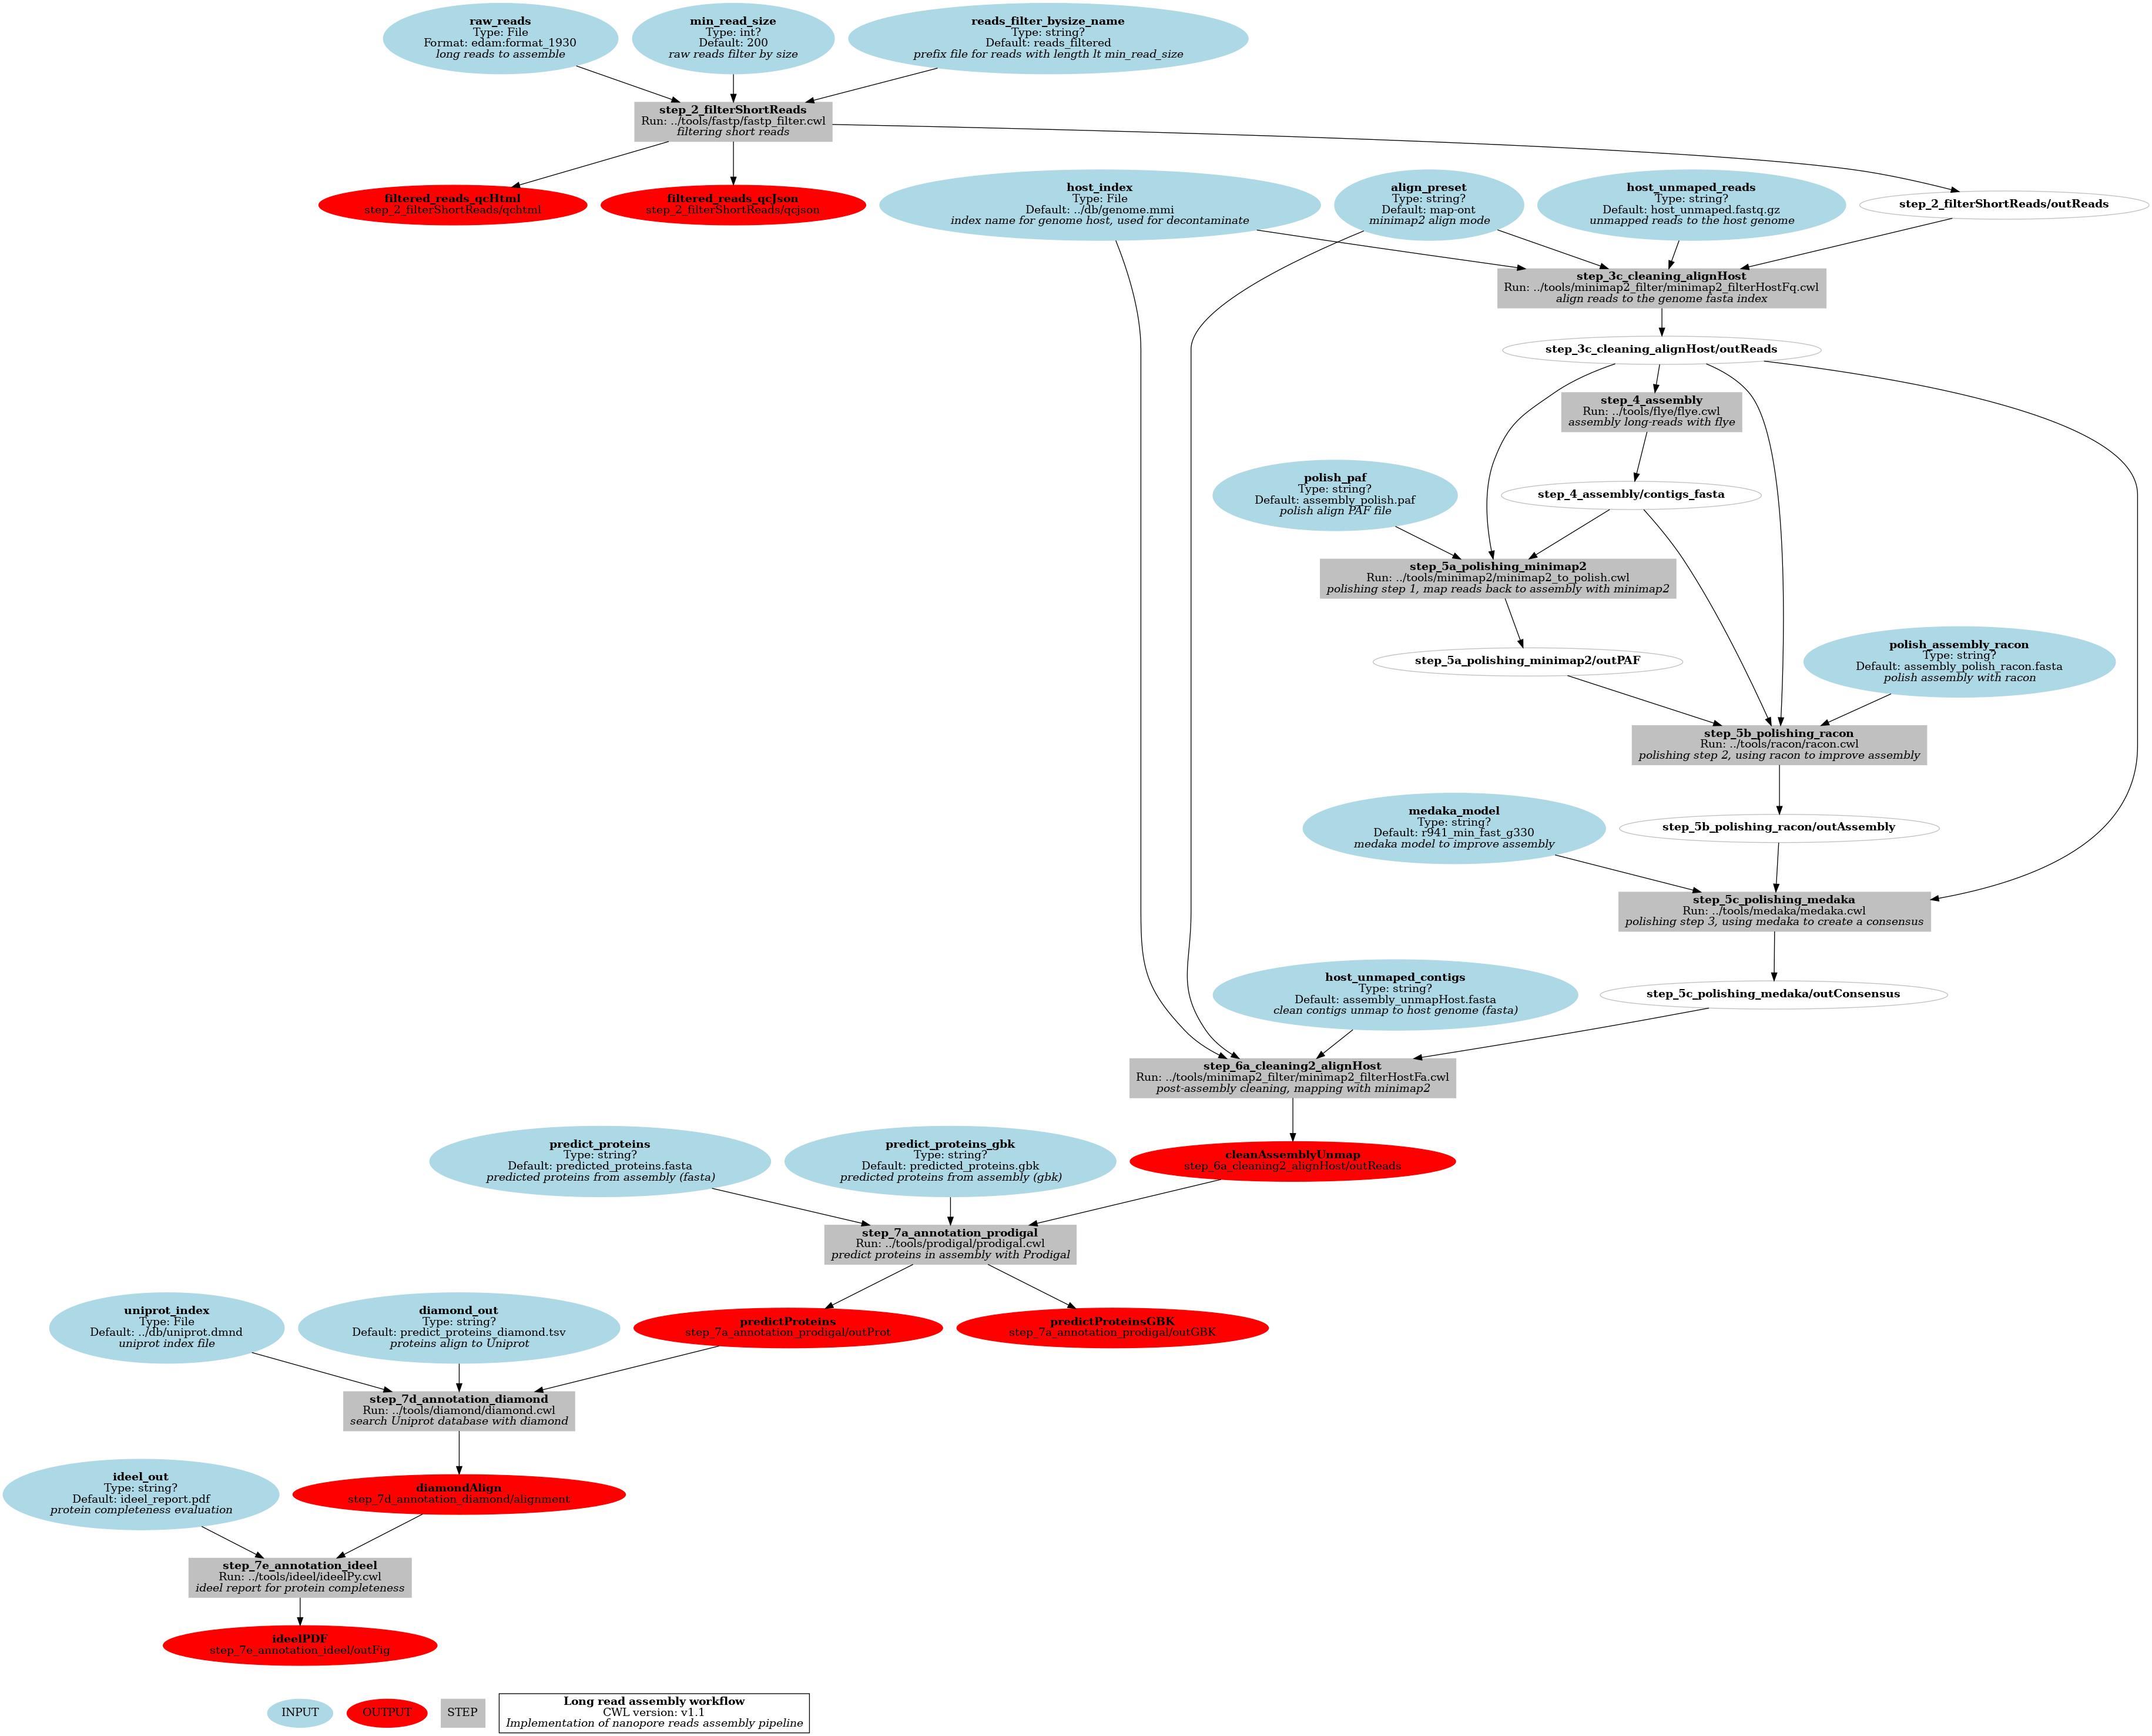 raw_reads
Type: File
Format: edam:format_1930
long reads to assemble
min_read_size
Type: int?
Default: 200
raw reads filter by size
reads_filter_bysize_name
Type: string?
Default: reads_filtered
prefix file for reads with length lt min_read_size
step_2_filterShortReads
Run: ../tools/fastp/fastp_filter.cwl
filtering short reads
filtered_reads_qcHtml
step_2_filterShortReads/qchtml
filtered_reads_qcJson
step_2_filterShortReads/qcjson
host_index
Type: File
Default: ../db/genome.mmi
index name for genome host, used for decontaminate
align_preset
Type: string?
Default: map-ont
minimap2 align mode
host_unmaped_reads
Type: string?
Default: host_unmaped.fastq.gz
unmapped reads to the host genome
step_2_filterShortReads/outReads
step_3c_cleaning_alignHost
Run: ../tools/minimap2_filter/minimap2_filterHostFq.cwl
align reads to the genome fasta index
step_3c_cleaning_alignHost/outReads
step_4_assembly
Run: ../tools/flye/flye.cwl
assembly long-reads with flye
polish_paf
Type: string?
Default: assembly_polish.paf
polish align PAF file
step_4_assembly/contigs_fasta
step_5a_polishing_minimap2
Run: ../tools/minimap2/minimap2_to_polish.cwl
polishing step 1, map reads back to assembly with minimap2
step_5a_polishing_minimap2/outPAF
polish_assembly_racon
Type: string?
Default: assembly_polish_racon.fasta
polish assembly with racon
step_5b_polishing_racon
Run: ../tools/racon/racon.cwl
polishing step 2, using racon to improve assembly
medaka_model
Type: string?
Default: r941_min_fast_g330
medaka model to improve assembly
step_5b_polishing_racon/outAssembly
step_5c_polishing_medaka
Run: ../tools/medaka/medaka.cwl
polishing step 3, using medaka to create a consensus
host_unmaped_contigs
Type: string?
Default: assembly_unmapHost.fasta
clean contigs unmap to host genome (fasta)
step_5c_polishing_medaka/outConsensus
step_6a_cleaning2_alignHost
Run: ../tools/minimap2_filter/minimap2_filterHostFa.cwl
post-assembly cleaning, mapping with minimap2
predict_proteins
Type: string?
Default: predicted_proteins.fasta
predicted proteins from assembly (fasta)
predict_proteins_gbk
Type: string?
Default: predicted_proteins.gbk
predicted proteins from assembly (gbk)
cleanAssemblyUnmap
step_6a_cleaning2_alignHost/outReads
step_7a_annotation_prodigal
Run: ../tools/prodigal/prodigal.cwl
predict proteins in assembly with Prodigal
uniprot_index
Type: File
Default: ../db/uniprot.dmnd
uniprot index file
diamond_out
Type: string?
Default: predict_proteins_diamond.tsv
proteins align to Uniprot
predictProteins
step_7a_annotation_prodigal/outProt
predictProteinsGBK
step_7a_annotation_prodigal/outGBK
step_7d_annotation_diamond
Run: ../tools/diamond/diamond.cwl
search Uniprot database with diamond
ideel_out
Type: string?
Default: ideel_report.pdf
protein completeness evaluation
diamondAlign
step_7d_annotation_diamond/alignment
step_7e_annotation_ideel
Run: ../tools/ideel/ideelPy.cwl
ideel report for protein completeness
ideelPDF
step_7e_annotation_ideel/outFig
INPUT
OUTPUT
STEP
Long read assembly workflow
CWL version: v1.1
Implementation of nanopore reads assembly pipeline